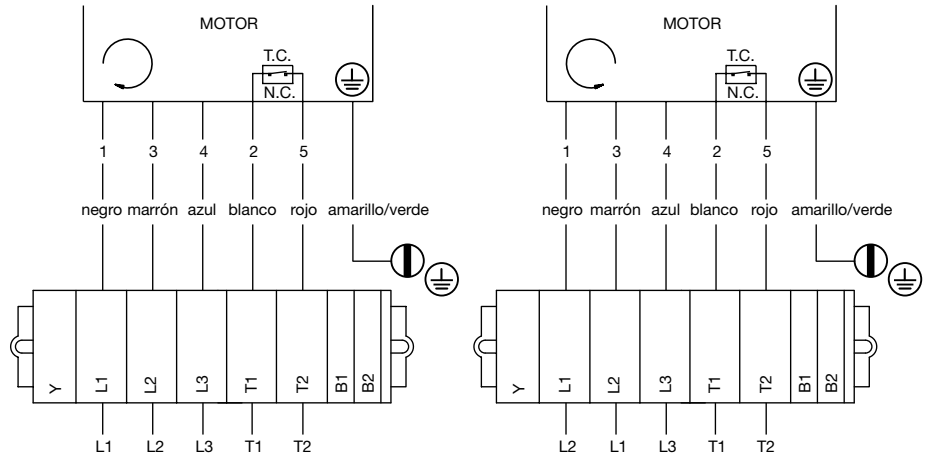 MOTOR
T.C.
N.C.
1 3 4 2 5
negro marrón azul blanco rojo amarillo/verde
Y L1 L2 L3 T1 T2 B1 B2
L1 L2 L3 T1 T2
MOTOR
T.C.
N.C.
1 3 4 2 5
negro marrón azul blanco rojo amarillo/verde
Y L1 L2 L3 T1 T2 B1 B2
L2 L1 L3 T1 T2